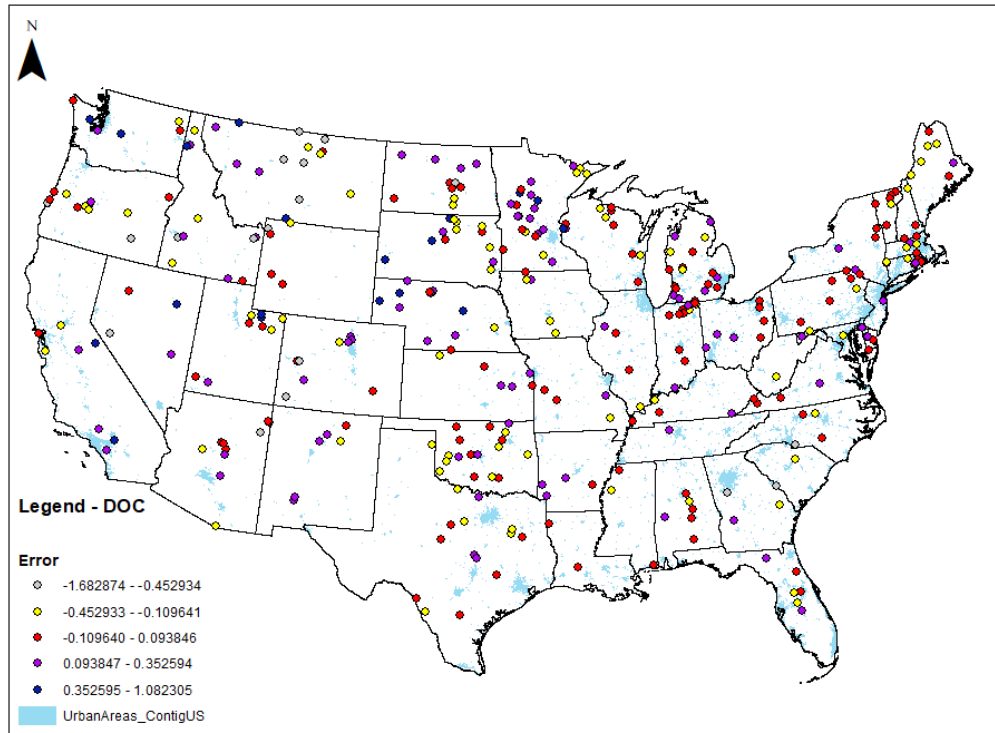 N
Legend - DOC
Error
-1.682874 - -0.452934
-0.452933 - -0.109641
-0.109640 - 0.093846
0.093847 - 0.352594
0.352595 - 1.082305
UrbanAreas_ContigUS